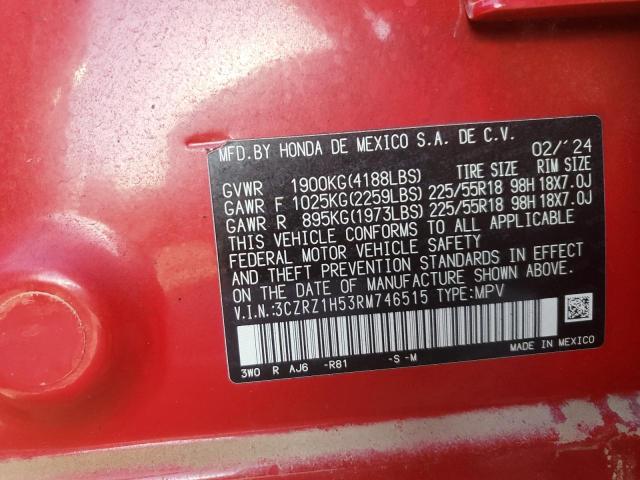 MFD.BY HONDA DE MEXICO S.A. DE C.V. 02/'24
TIRE SIZE RIM SIZE
GVWR 1900KG(4188LBS)
GAWR F 1025KG(2259LBS) 225/55R18 98H 18X7.0J
GAWR R 895KG(1973LBS) 225/55R18 98H 18X7.0J
THIS VEHICLE CONFORMS TO ALL APPLICABLE
FEDERAL MOTOR VEHICLE SAFETY
AND THEFT PREVENTION STANDARDS IN EFFECT
ON THE DATE OF MANUFACTURE SHOWN ABOVE.
V.I.N.:3CZRZ1H53RM746515 TYPE:MPV
3WO R AJ6 -R81 -S -M
MADE IN MEXICO